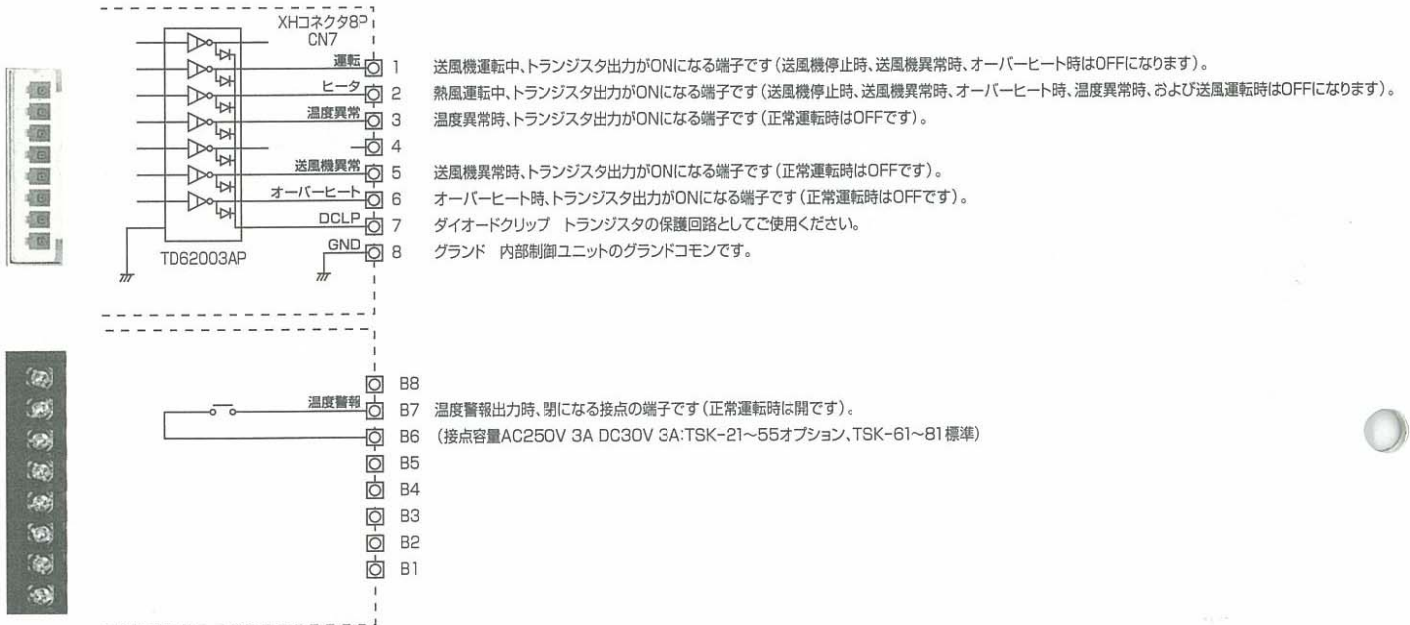 XHコネクタ8P
CN7
運転 1 送風機運転中、トランジスタ出力がONになる端子です(送風機停止時、送風機異常時、オーバーヒート時はOFFになります)。
ヒータ 2 熱風運転中、トランジスタ出力がONになる端子です(送風機停止時、送風機異常時、オーバーヒート時、温度異常時、および送風運転時はOFFになります)。
温度異常 3 温度異常時、トランジスタ出力がONになる端子です(正常運転時はOFFです)。
4
送風機異常 5 送風機異常時、トランジスタ出力がONになる端子です(正常運転時はOFFです)。
オーバーヒート 6 オーバーヒート時、トランジスタ出力がONになる端子です(正常運転時はOFFです)。
DCLP 7 ダイオードクリップ トランジスタの保護回路としてご使用ください。
GND 8 グランド 内部制御ユニットのグランドコモンです。
TD62003AP
B8
温度警報 B7 温度警報出力時、閉になる接点の端子です(正常運転時は開です)。
B6 (接点容量AC250V 3A DC30V 3A:TSK-21~55オプション、TSK-61~81標準)
B5
B4
B3
B2
B1